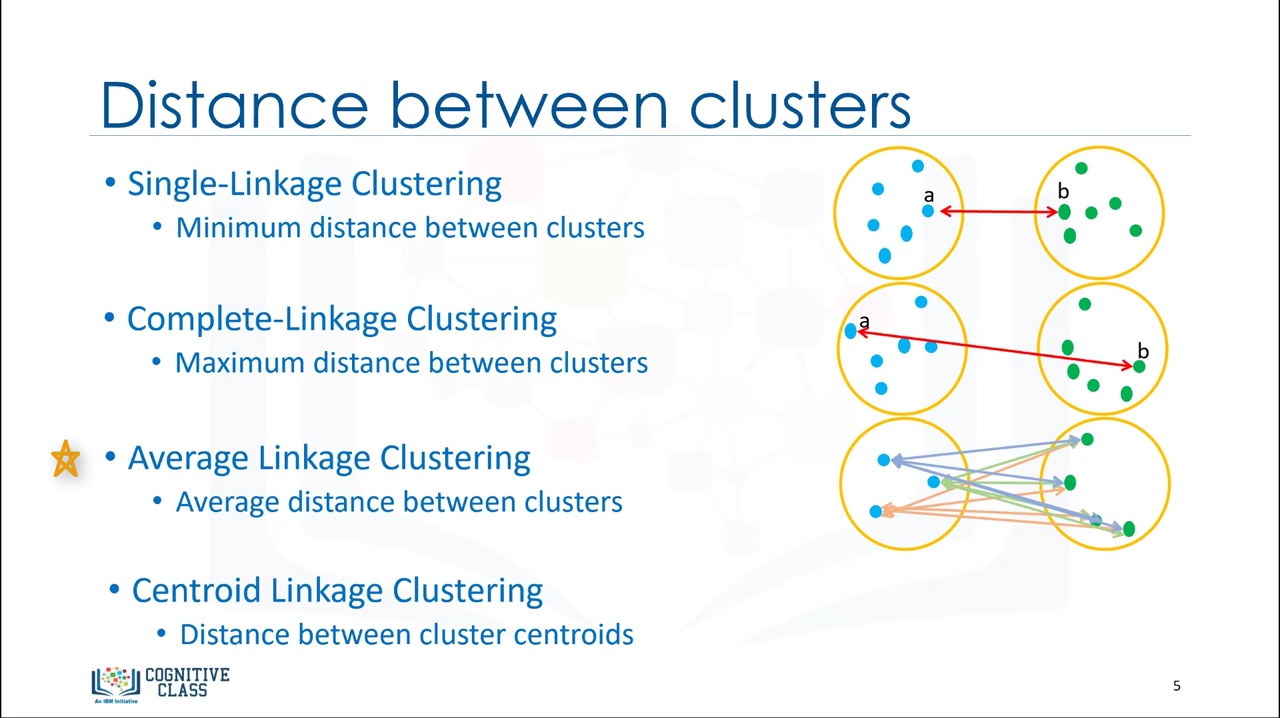 Distance between clusters
• Single-Linkage Clustering
• Minimum distance between clusters
a
b
• Complete-Linkage Clustering
• Maximum distance between clusters
a
b
• Average Linkage Clustering
• Average distance between clusters
• Centroid Linkage Clustering
• Distance between cluster centroids
COGNITIVE
CLASS
An IBM Initiative
5